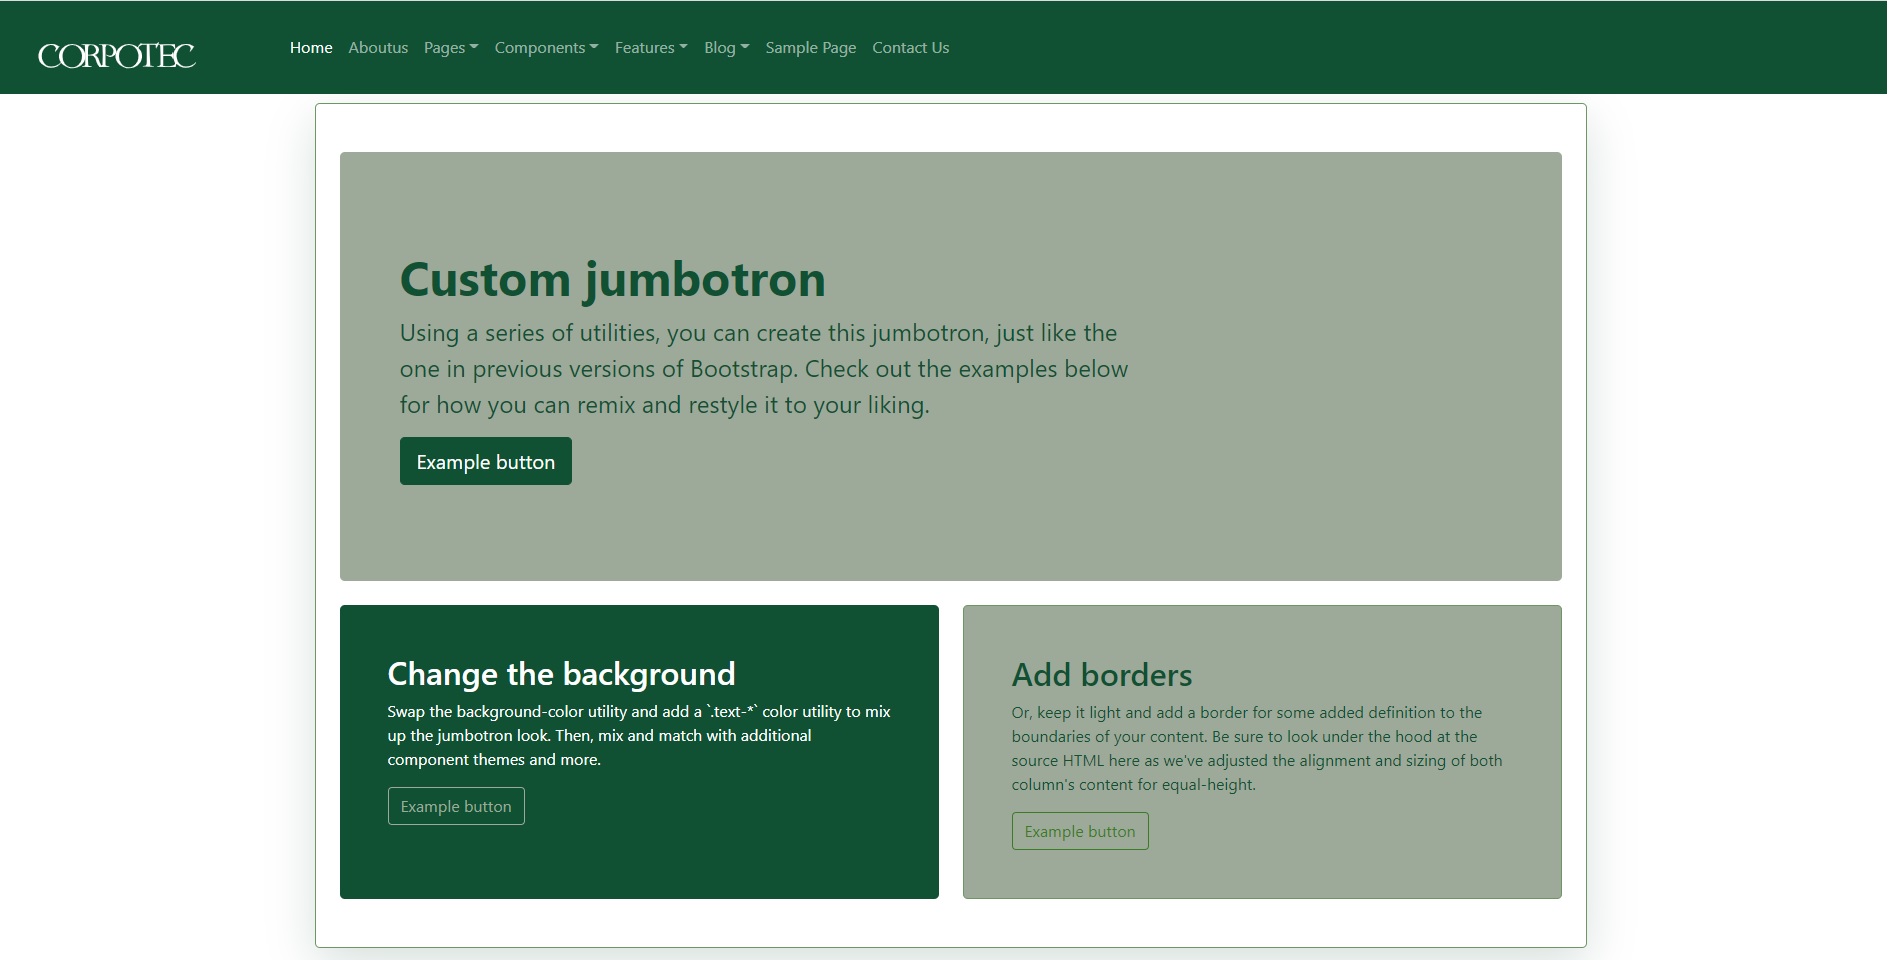 CORPOTEC
Home Aboutus Pages Components Features Blog Sample Page Contact Us
Custom jumbotron
Using a series of utilities, you can create this jumbotron, just like the
one in previous versions of Bootstrap. Check out the examples below
for how you can remix and restyle it to your liking.
Example button
Change the background
Swap the background-color utility and add a `.text-*` color utility to mix
up the jumbotron look. Then, mix and match with additional
component themes and more.
Example button
Add borders
Or, keep it light and add a border for some added definition to the
boundaries of your content. Be sure to look under the hood at the
source HTML here as we've adjusted the alignment and sizing of both
column's content for equal-height.
Example button